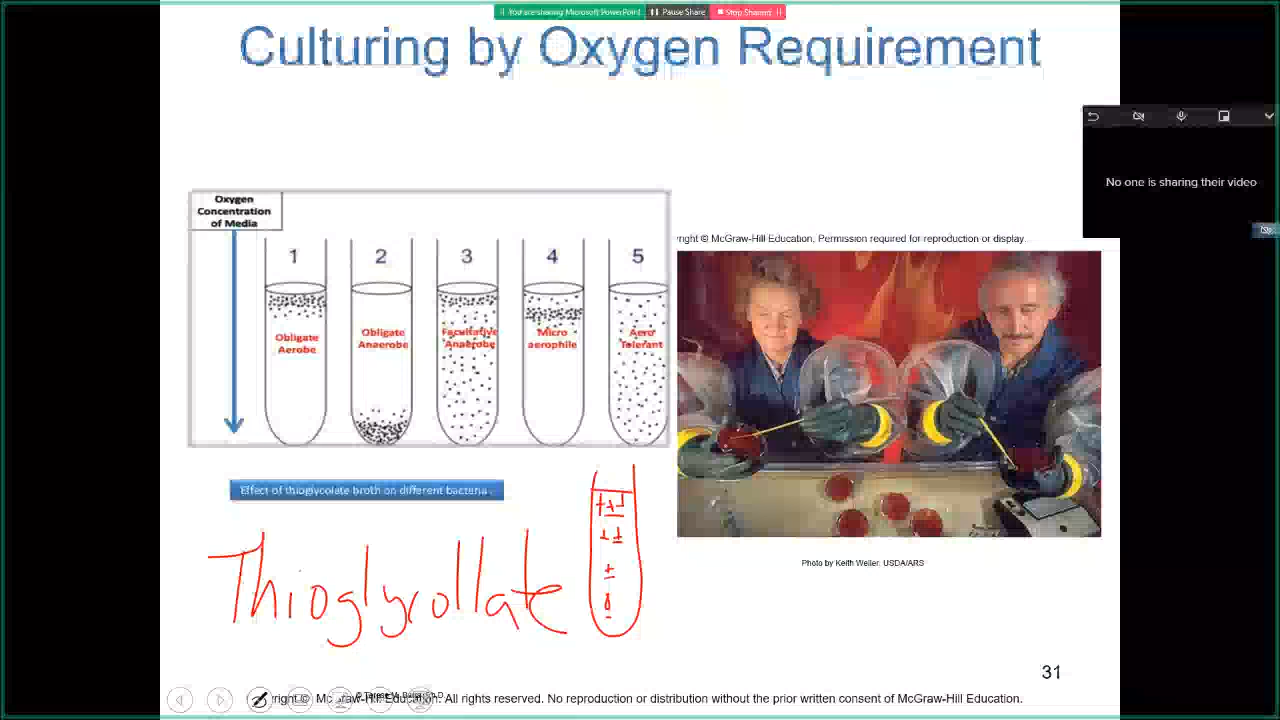 You are sharing Microsoft PowerPoint
Pause Share
Stop Share
Culturing by Oxygen Requirement
No one is sharing their video
Oxygen
Concentration
of Media
1
2
3
4
5
Obligate
Aerobe
Obligate
Anaerobe
Facultative
Anaerobe
Micro
aerophile
Aero
Tolerant
right © McGraw-Hill Education, Permission required for reproduction or display.
Effect of thioglycolate broth on different bacteria
Thioglycollate
+++
++
+
0
Photo by Keith Weller, USDA/ARS
31
All rights reserved. No reproduction or distribution without the prior written consent of McGraw-Hill Education.